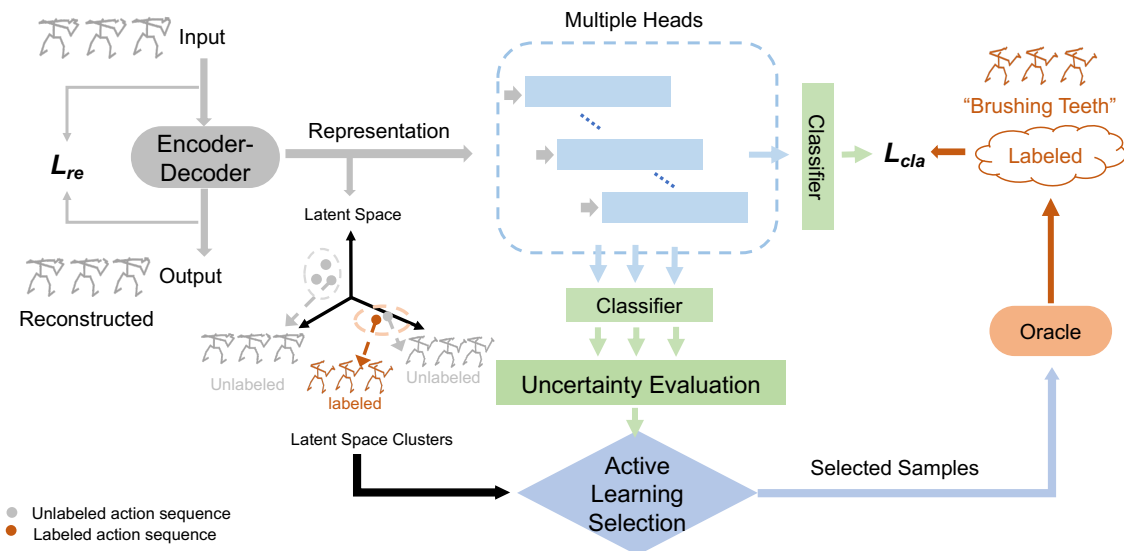 Input
Multiple Heads
“Brushing Teeth”
Labeled
Encoder-
Decoder
Representation
Classifier
L_re
L_cla
Latent Space
Output
Reconstructed
Classifier
Oracle
Unlabeled
Unlabeled
labeled
Uncertainty Evaluation
Latent Space Clusters
Active
Learning
Selection
Selected Samples
Unlabeled action sequence
Labeled action sequence